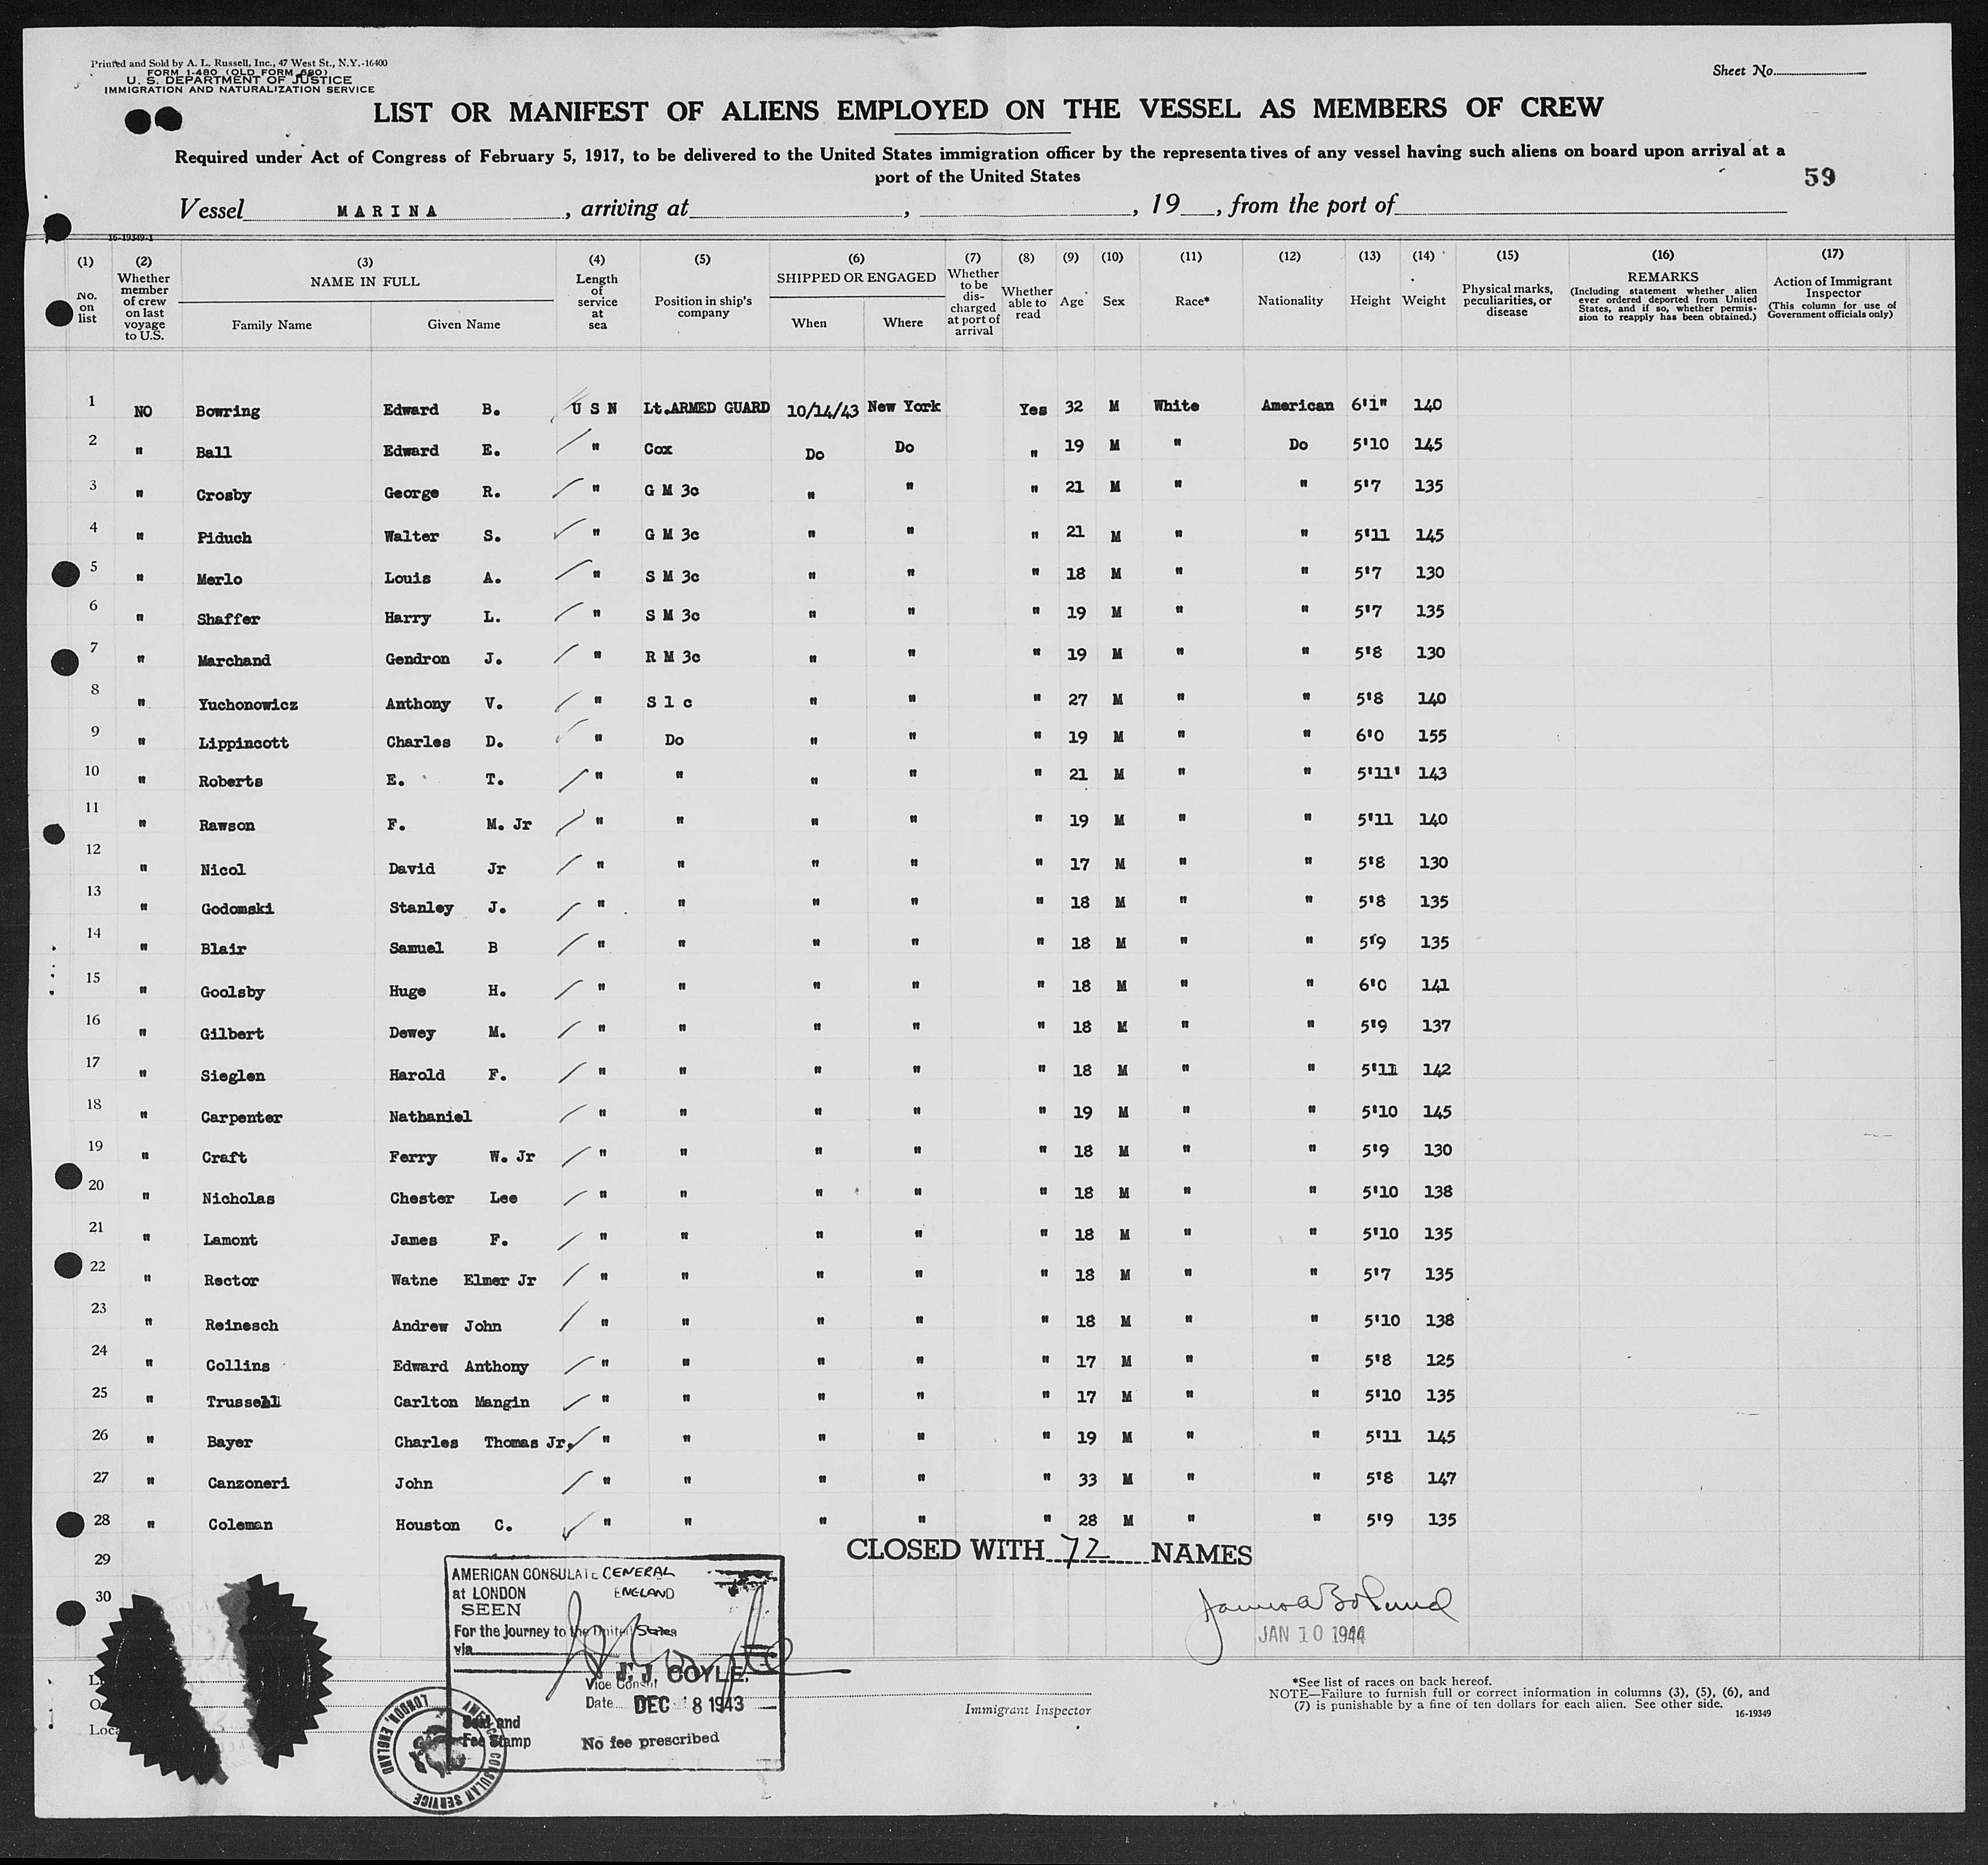 Printed and Sold by A. L. Russell, Inc., 47 West St., N.Y.-16400
FORM 1-480 (OLD FORM 680)
U. S. DEPARTMENT OF JUSTICE
IMMIGRATION AND NATURALIZATION SERVICE
Sheet No.
LIST OR MANIFEST OF ALIENS EMPLOYED ON THE VESSEL AS MEMBERS OF CREW
Required under Act of Congress of February 5, 1917, to be delivered to the United States immigration officer by the representatives of any vessel having such aliens on board upon arrival at a
port of the United States
59
Vessel MARINA , arriving at , , 19 , from the port of
16-19349-1
(1) No. on list (2) Whether member of crew on last voyage to U.S. (3) NAME IN FULL Family Name Given Name (4) Length of service at sea (5) Position in ship's company (6) SHIPPED OR ENGAGED When Where (7) Whether to be discharged at port of arrival (8) Whether able to read (9) Age (10) Sex (11) Race* (12) Nationality (13) Height (14) Weight (15) Physical marks, peculiarities, or disease (16) REMARKS (Including statement whether alien ever ordered deported from United States, and if so, whether permission to reapply has been obtained.) (17) Action of Immigrant Inspector (This column for use of Government officials only)
1 NO Bowring Edward B. U S N Lt.ARMED GUARD 10/14/43 New York Yes 32 M White American 6'1" 140
2 " Ball Edward E. " Cox Do Do " 19 M " Do 5'10 145
3 " Crosby George R. " G M 3c " " " 21 M " " 5'7 135
4 " Piduch Walter S. " G M 3c " " " 21 M " " 5'11 145
5 " Merlo Louis A. " S M 3c " " " 18 M " " 5'7 130
6 " Shaffer Harry L. " S M 3c " " " 19 M " " 5'7 135
7 " Marchand Gendron J. " R M 3c " " " 19 M " " 5'8 130
8 " Yuchonowicz Anthony V. " S 1 c " " " 27 M " " 5'8 140
9 " Lippincott Charles D. " Do " " " 19 M " " 6'0 155
10 " Roberts E. T. " " " " " 21 M " " 5'11' 143
11 " Rawson F. M. Jr " " " " " 19 M " " 5'11 140
12 " Nicol David Jr " " " " " 17 M " " 5'8 130
13 " Godomski Stanley J. " " " " " 18 M " " 5'8 135
14 " Blair Samuel B " " " " " 18 M " " 5'9 135
15 " Goolsby Huge H. " " " " " 18 M " " 6'0 141
16 " Gilbert Dewey M. " " " " " 18 M " " 5'9 137
17 " Sieglen Harold F. " " " " " 18 M " " 5'11 142
18 " Carpenter Nathaniel " " " " " 19 M " " 5'10 145
19 " Craft Ferry W. Jr " " " " " 18 M " " 5'9 130
20 " Nicholas Chester Lee " " " " " 18 M " " 5'10 138
21 " Lamont James F. " " " " " 18 M " " 5'10 135
22 " Rector Watne Elmer Jr " " " " " 18 M " " 5'7 135
23 " Reinesch Andrew John " " " " " 18 M " " 5'10 138
24 " Collins Edward Anthony " " " " " 17 M " " 5'8 125
25 " Trussell Carlton Mangin " " " " " 17 M " " 5'10 135
26 " Bayer Charles Thomas Jr. " " " " " 19 M " " 5'11 145
27 " Canzoneri John " " " " " 33 M " " 5'8 147
28 " Coleman Houston C. " " " " " 28 M " " 5'9 135
29
30
CLOSED WITH 72 NAMES
JAN 10 1944
AMERICAN CONSULATE GENERAL
at LONDON ENGLAND
SEEN
For the journey to the United States
via
J. J. COYLE.
Vice Consul
Date DEC 8 1943
Seal and
Fee Stamp No fee prescribed
AMERICAN CONSULAR SERVICE
LONDON, ENGLAND
Immigrant Inspector
*See list of races on back hereof.
NOTE—Failure to furnish full or correct information in columns (3), (5), (6), and
(7) is punishable by a fine of ten dollars for each alien. See other side.
16-19349